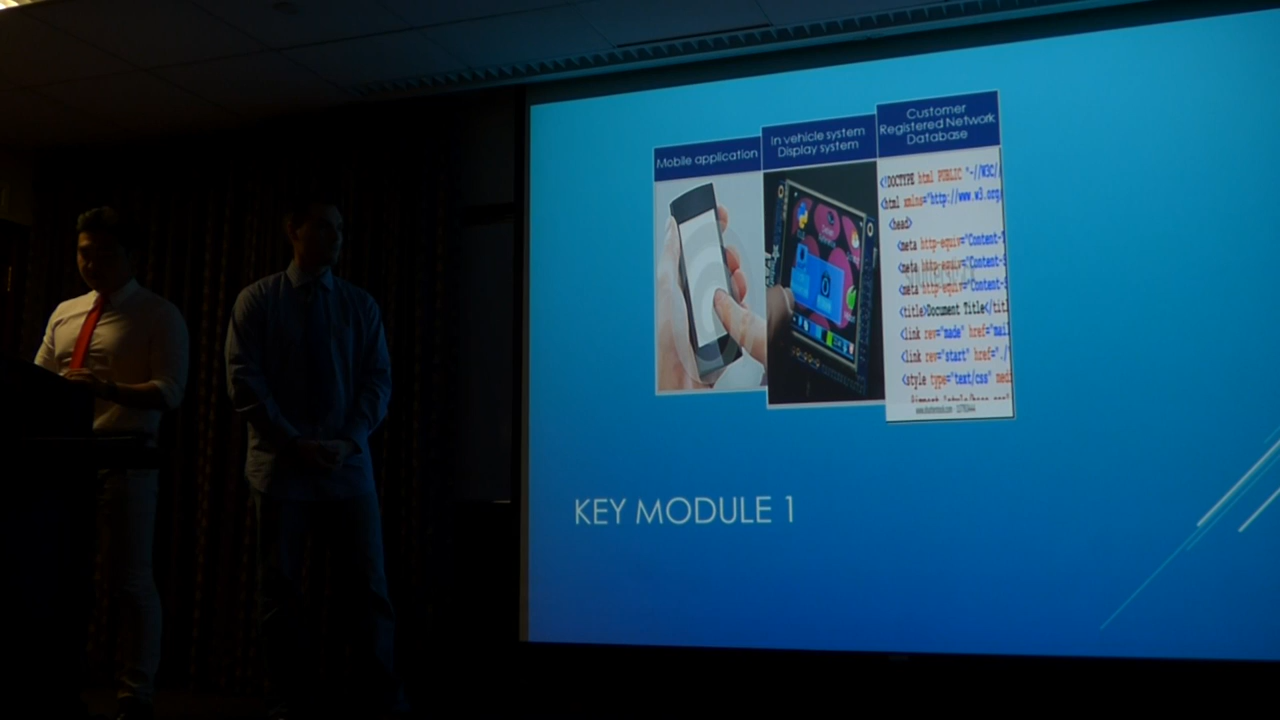 Mobile application
In vehicle system
Display system
Customer
Registered Network
Database
<!DOCTYPE html PUBLIC "-//W3C//
<html xmlns="http://www.w3.org/
<head>
<meta http-equiv="Content-
<meta http-equiv="Content-S
<meta http-equiv="Content-S
<title>Document Title</titl
<link rev="made" href="mail
<link rev="start" href="./
<style type="text/css" med
KEY MODULE 1